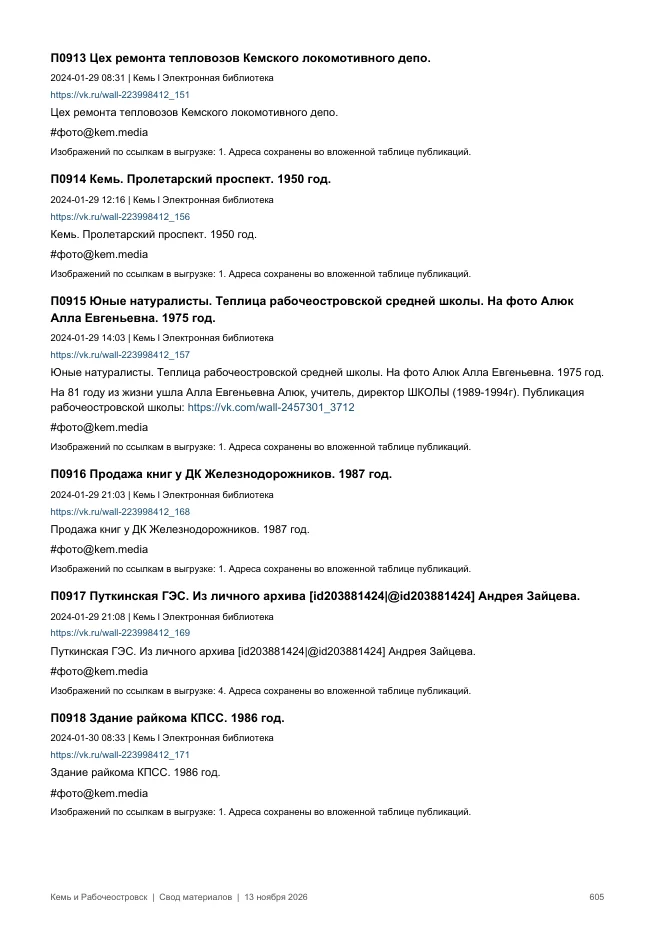 П0913 Цех ремонта тепловозов Кемского локомотивного депо.
2024-01-29 08:31 | Кемь I Электронная библиотека
https://vk.ru/wall-223998412_151
Цех ремонта тепловозов Кемского локомотивного депо.
#фото@kem.media
Изображений по ссылкам в выгрузке: 1. Адреса сохранены во вложенной таблице публикаций.
П0914 Кемь. Пролетарский проспект. 1950 год.
2024-01-29 12:16 | Кемь I Электронная библиотека
https://vk.ru/wall-223998412_156
Кемь. Пролетарский проспект. 1950 год.
#фото@kem.media
Изображений по ссылкам в выгрузке: 1. Адреса сохранены во вложенной таблице публикаций.
П0915 Юные натуралисты. Теплица рабочеостровской средней школы. На фото Алюк
Алла Евгеньевна. 1975 год.
2024-01-29 14:03 | Кемь I Электронная библиотека
https://vk.ru/wall-223998412_157
Юные натуралисты. Теплица рабочеостровской средней школы. На фото Алюк Алла Евгеньевна. 1975 год.
На 81 году из жизни ушла Алла Евгеньевна Алюк, учитель, директор ШКОЛЫ (1989-1994г). Публикация
рабочеостровской школы: https://vk.com/wall-2457301_3712
#фото@kem.media
Изображений по ссылкам в выгрузке: 1. Адреса сохранены во вложенной таблице публикаций.
П0916 Продажа книг у ДК Железнодорожников. 1987 год.
2024-01-29 21:03 | Кемь I Электронная библиотека
https://vk.ru/wall-223998412_168
Продажа книг у ДК Железнодорожников. 1987 год.
#фото@kem.media
Изображений по ссылкам в выгрузке: 1. Адреса сохранены во вложенной таблице публикаций.
П0917 Путкинская ГЭС. Из личного архива [id203881424|@id203881424] Андрея Зайцева.
2024-01-29 21:08 | Кемь I Электронная библиотека
https://vk.ru/wall-223998412_169
Путкинская ГЭС. Из личного архива [id203881424|@id203881424] Андрея Зайцева.
#фото@kem.media
Изображений по ссылкам в выгрузке: 4. Адреса сохранены во вложенной таблице публикаций.
П0918 Здание райкома КПСС. 1986 год.
2024-01-30 08:33 | Кемь I Электронная библиотека
https://vk.ru/wall-223998412_171
Здание райкома КПСС. 1986 год.
#фото@kem.media
Изображений по ссылкам в выгрузке: 1. Адреса сохранены во вложенной таблице публикаций.
Кемь и Рабочеостровск | Свод материалов | 13 ноября 2026 605